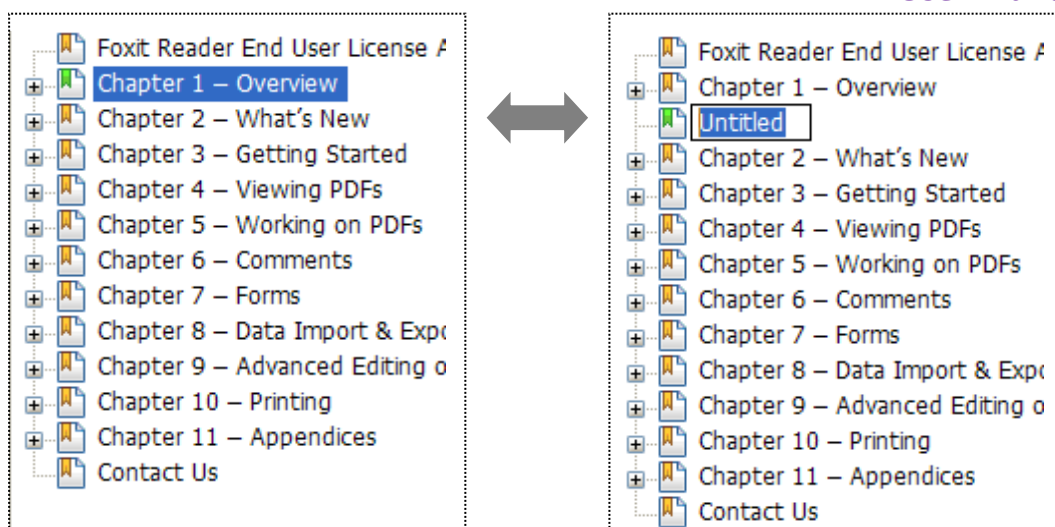 Foxit Reader End User License A
Chapter 1 – Overview
Chapter 2 – What's New
Chapter 3 – Getting Started
Chapter 4 – Viewing PDFs
Chapter 5 – Working on PDFs
Chapter 6 – Comments
Chapter 7 – Forms
Chapter 8 – Data Import & Expo
Chapter 9 – Advanced Editing o
Chapter 10 – Printing
Chapter 11 – Appendices
Contact Us
Foxit Reader End User License A
Chapter 1 – Overview
Untitled
Chapter 2 – What's New
Chapter 3 – Getting Started
Chapter 4 – Viewing PDFs
Chapter 5 – Working on PDFs
Chapter 6 – Comments
Chapter 7 – Forms
Chapter 8 – Data Import & Expo
Chapter 9 – Advanced Editing o
Chapter 10 – Printing
Chapter 11 – Appendices
Contact Us